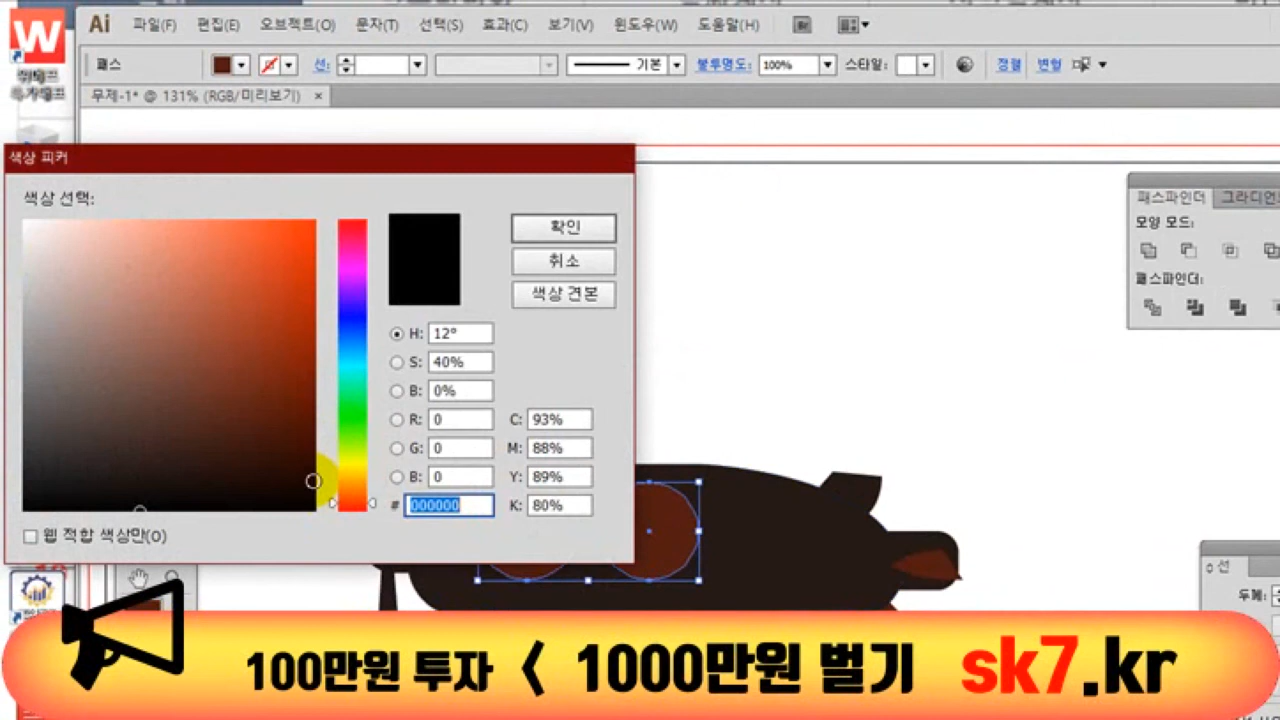 Ai 파일(F) 편집(E) 오브젝트(O) 문자(T) 선택(S) 효과(C) 보기(V) 윈도우(W) 도움말(H) Br
패스 선: 기본 불투명도: 100% 스타일: 정렬 변형
무제-1* @ 131% (RGB/미리보기) ×
색상 피커
색상 선택:
확인
취소
색상 견본
H: 12°
S: 40%
B: 0%
R: 0 C: 93%
G: 0 M: 88%
B: 0 Y: 89%
# 000000 K: 80%
웹 적합 색상만(O)
패스파인더 그라디언
모양 모드:
패스파인더:
선
두께:
100만원 투자 < 1000만원 벌기 sk7.kr